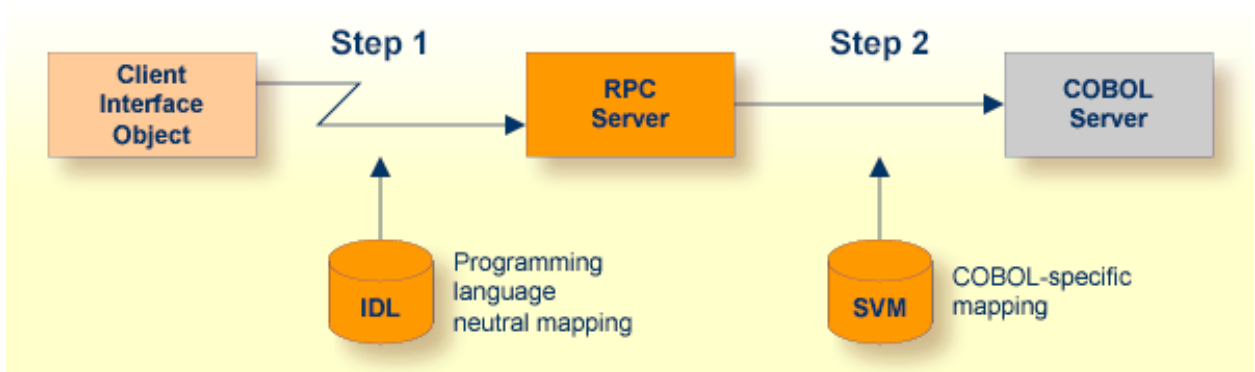 Step 1
Step 2
Client
Interface
Object
RPC
Server
COBOL
Server
IDL
Programming
language
neutral mapping
SVM
COBOL-specific
mapping